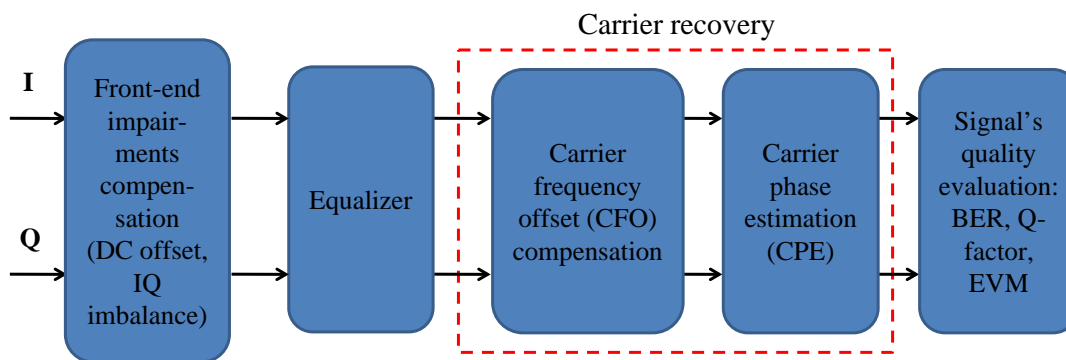 Carrier recovery
I
Q
Front-end
impair-
ments
compen-
sation
(DC offset,
IQ
imbalance)
Equalizer
Carrier
frequency
offset (CFO)
compensation
Carrier
phase
estimation
(CPE)
Signal's
quality
evaluation:
BER, Q-
factor,
EVM